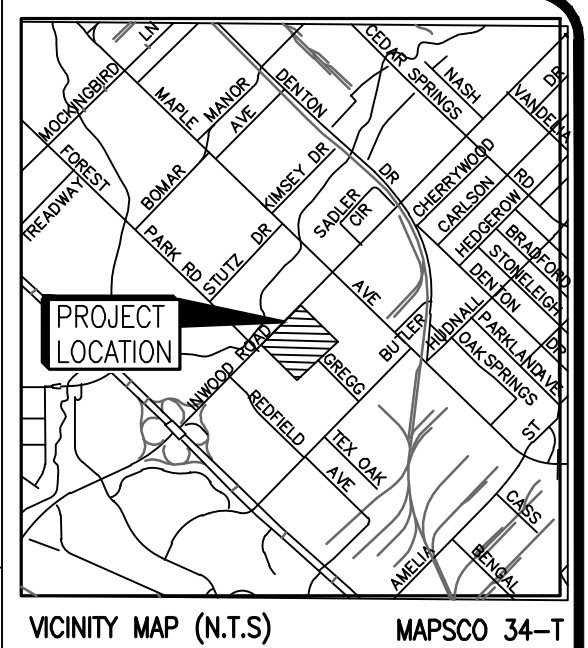 LN
CEDAR
SPRINGS
NASH
VANDELIA
DR
MOCKINGBIRD
MAPLE
AVE
MANOR
DENTON
DR
FOREST
PARK RD
TREADWAY
BOMAR
KIMSEY DR
STUTZ DR
SADLER
CIR
CHERRYWOOD
RD
CARLSON
HEDGEROW
BRADFORD
STONELEIGH
DENTON
DR
AVE
BUTLER
HUDNALL
PARKLAND
AVE
OAK SPRINGS
ST
PROJECT
LOCATION
INWOOD ROAD
GREGG
REDFIELD
AVE
TEX OAK
CASS
AMELIA
BENGAL
VICINITY MAP (N.T.S)
MAPSCO 34-T